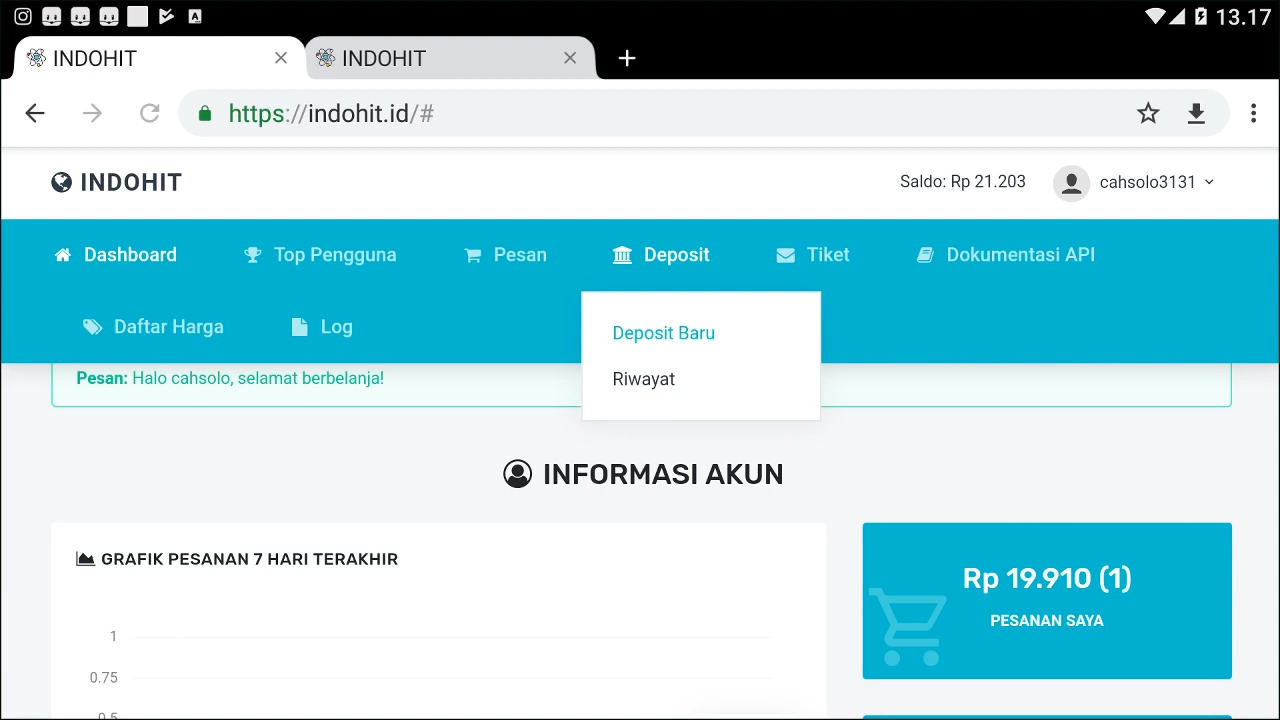 13.17
INDOHIT
INDOHIT
https://indohit.id/#
INDOHIT
Saldo: Rp 21.203
cahsolo3131
Dashboard
Top Pengguna
Pesan
Deposit
Tiket
Dokumentasi API
Daftar Harga
Log
Deposit Baru
Riwayat
Pesan: Halo cahsolo, selamat berbelanja!
INFORMASI AKUN
GRAFIK PESANAN 7 HARI TERAKHIR
1
0.75
0.5
Rp 19.910 (1)
PESANAN SAYA